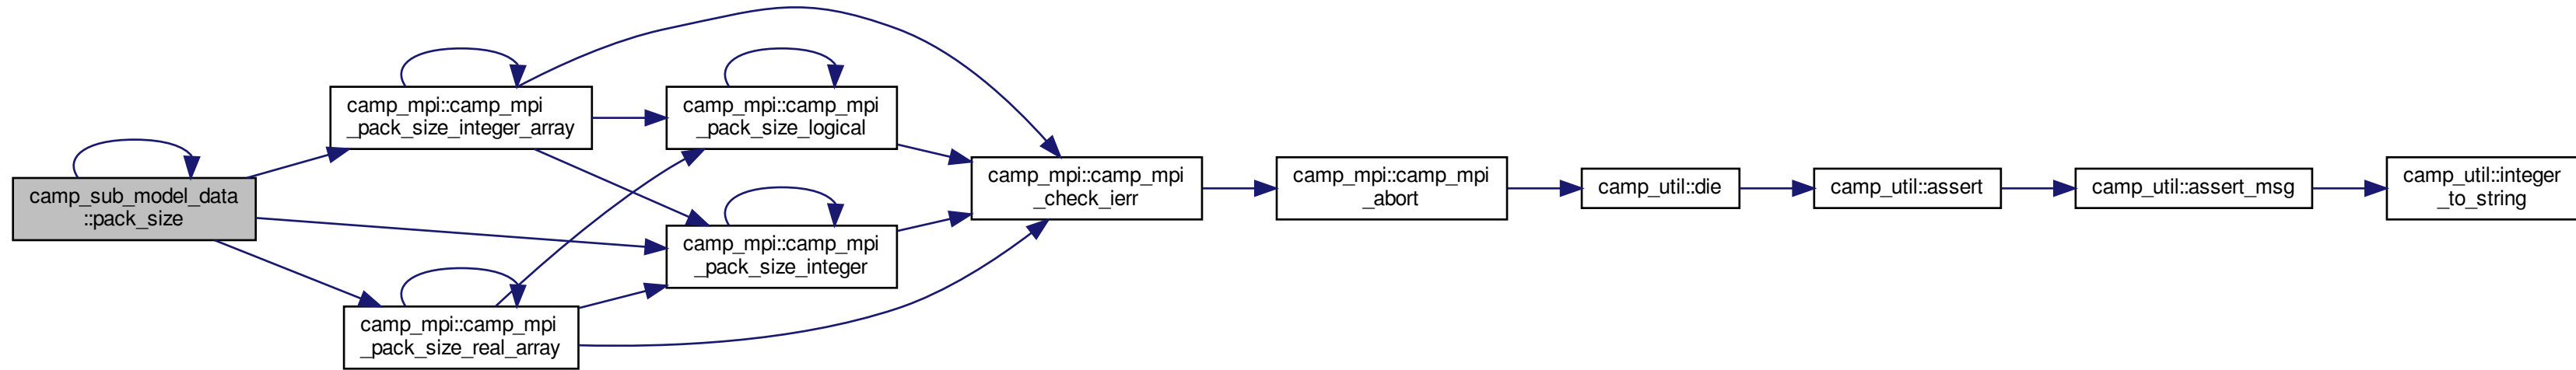 camp_sub_model_data
::pack_size
camp_mpi::camp_mpi
_pack_size_integer_array
camp_mpi::camp_mpi
_pack_size_real_array
camp_mpi::camp_mpi
_pack_size_logical
camp_mpi::camp_mpi
_pack_size_integer
camp_mpi::camp_mpi
_check_ierr
camp_mpi::camp_mpi
_abort
camp_util::die
camp_util::assert
camp_util::assert_msg
camp_util::integer
_to_string